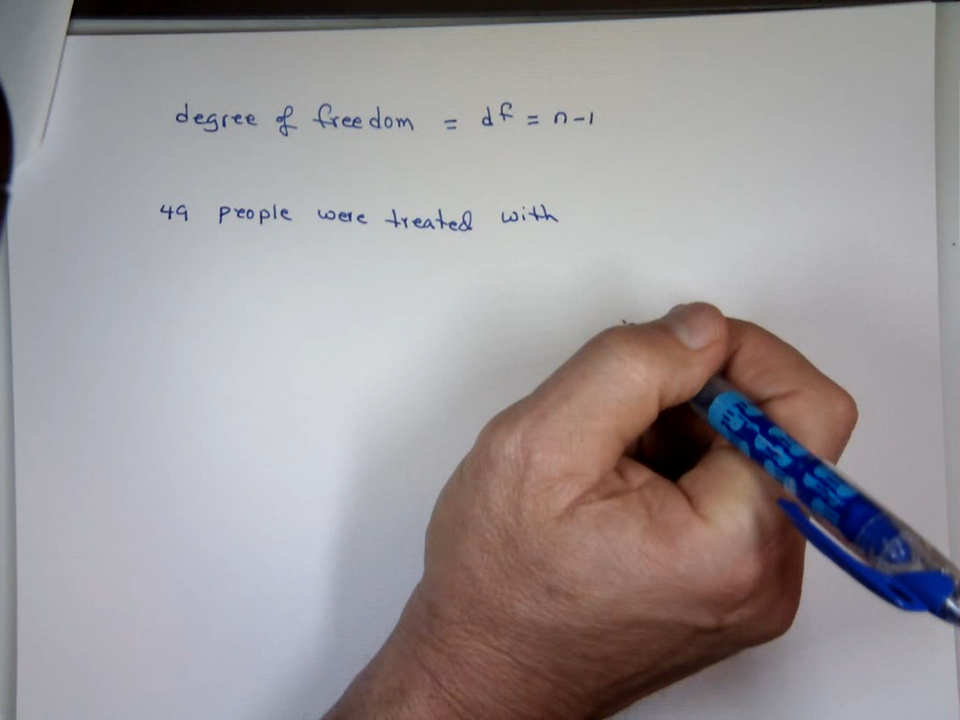 degree of freedom = df = n-1
49 people were treated with